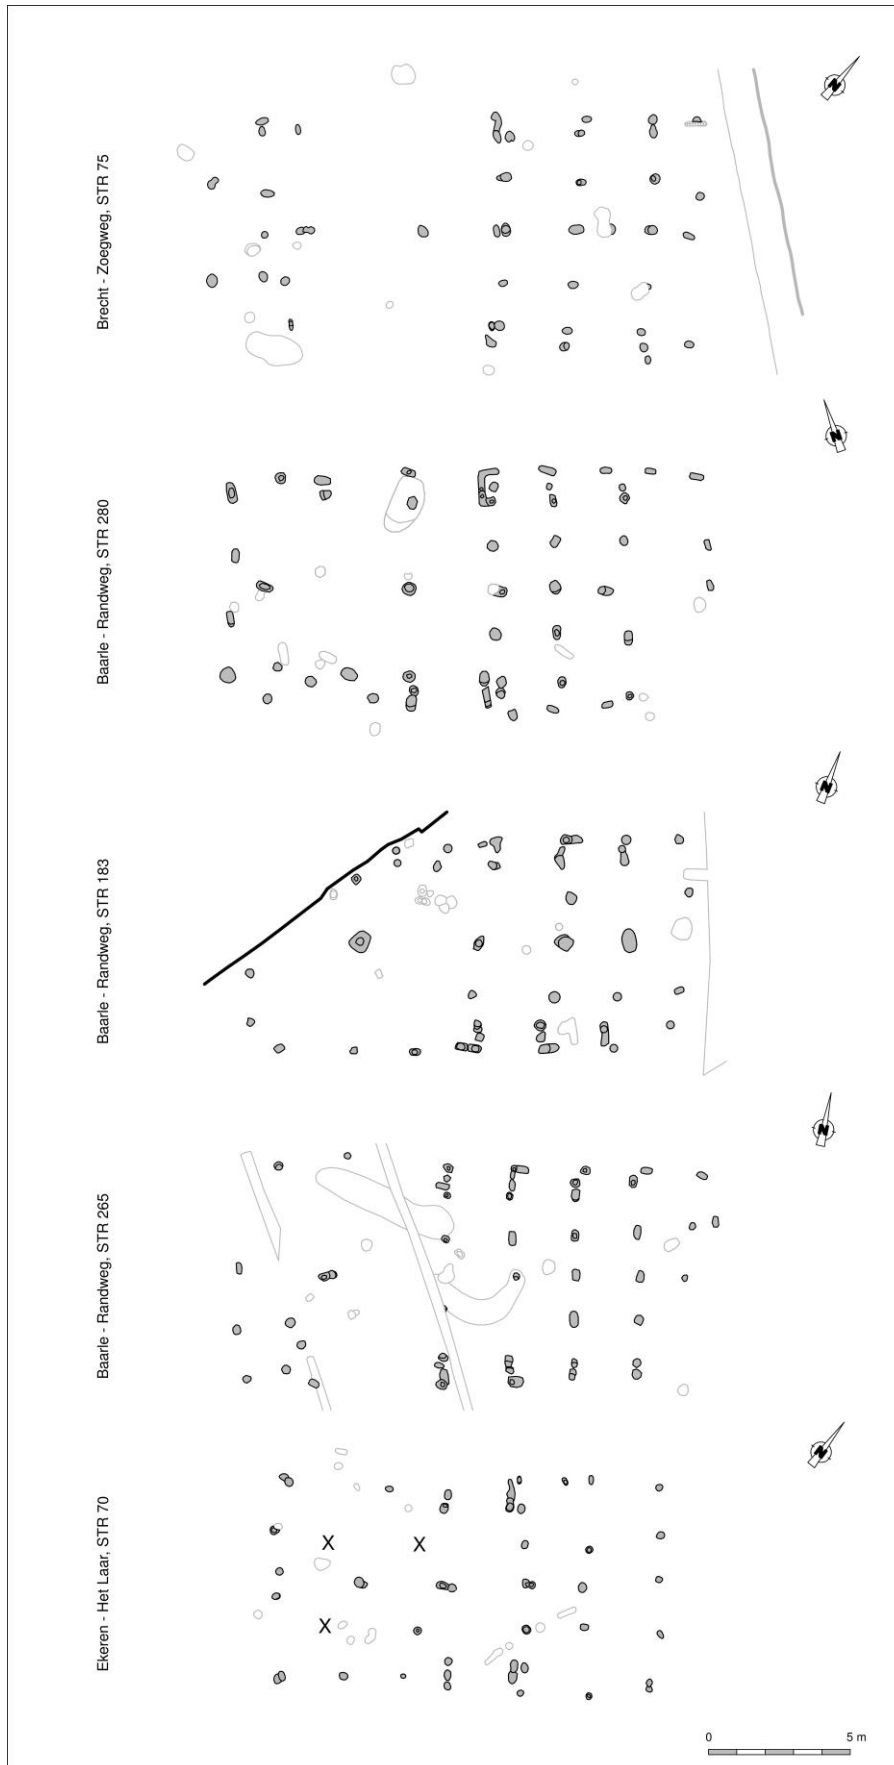 Brecht - Zoegweg, STR 75
N
Baarle - Randweg, STR 280
N
Baarle - Randweg, STR 183
N
Baarle - Randweg, STR 265
N
Ekeren - Het Laar, STR 70
N
X X
X
0 5 m